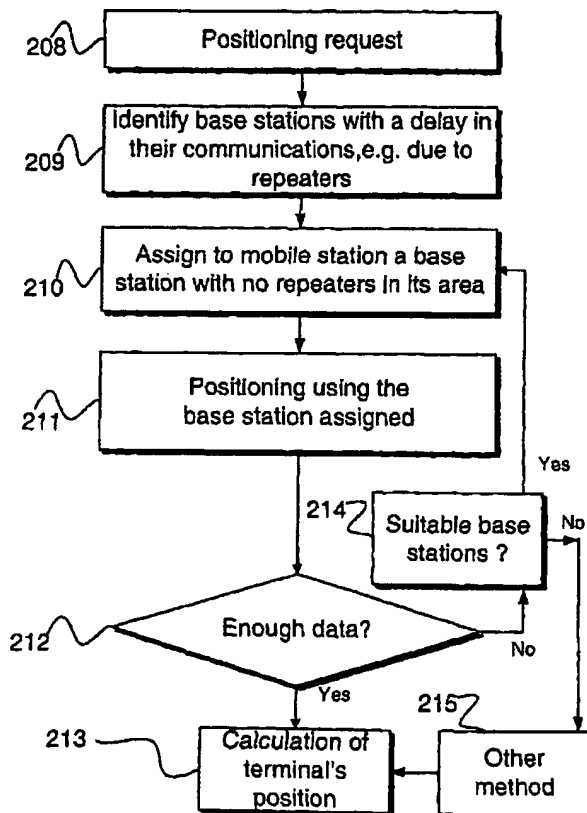 208
Positioning request
209
Identify base stations with a delay in
their communications,e.g. due to
repeaters
210
Assign to mobile station a base
station with no repeaters in its area
211
Positioning using the
base station assigned
Yes
214
Suitable base
stations ?
No
212
Enough data?
No
Yes
213
Calculation of
terminal's
position
215
Other
method